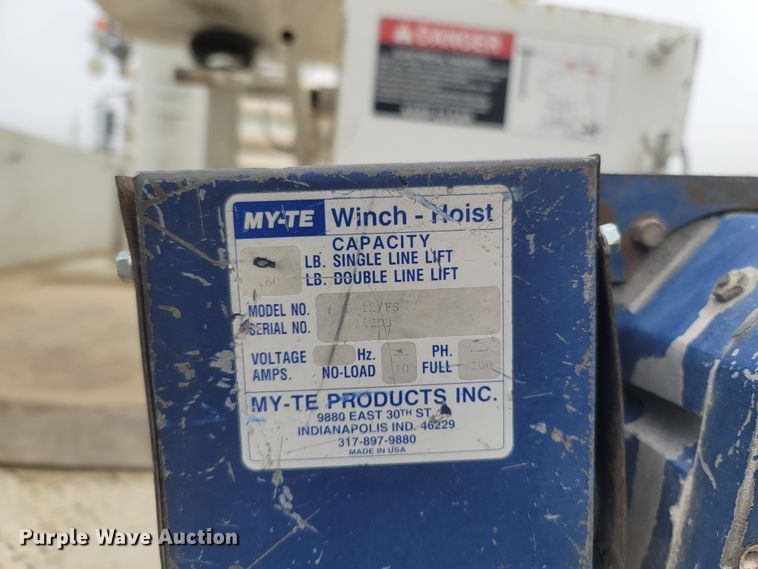 DANGER
MY-TE Winch - Hoist
CAPACITY
LB. SINGLE LINE LIFT
LB. DOUBLE LINE LIFT
MODEL NO.
SERIAL NO.
VOLTAGE Hz. PH.
AMPS. NO-LOAD 10 FULL 100
MY-TE PRODUCTS INC.
9880 EAST 30TH ST.
INDIANAPOLIS IND. 46229
317-897-9880
MADE IN USA
Purple Wave Auction